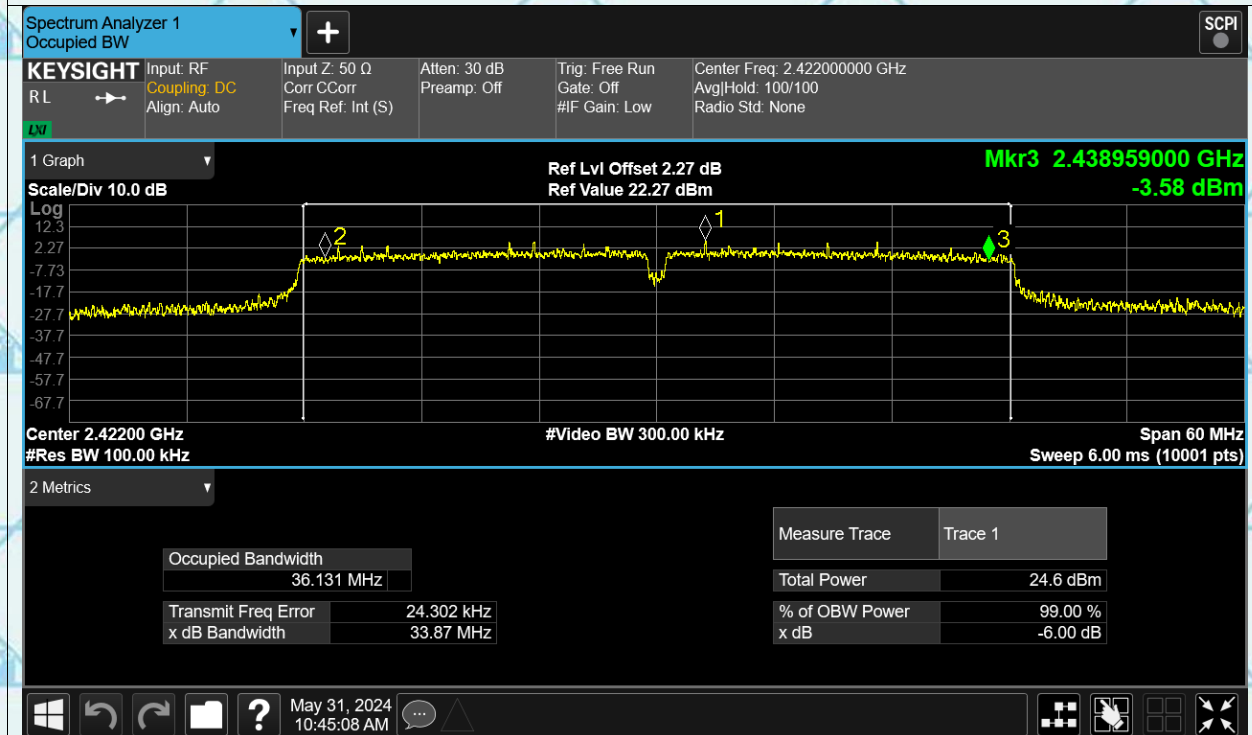 Spectrum Analyzer 1
Occupied BW
SCPI
KEYSIGHT
RL
LXI
Input: RF
Coupling: DC
Align: Auto
Input Z: 50 Ω
Corr CCorr
Freq Ref: Int (S)
Atten: 30 dB
Preamp: Off
Trig: Free Run
Gate: Off
#IF Gain: Low
Center Freq: 2.422000000 GHz
Avg|Hold: 100/100
Radio Std: None
1 Graph
Scale/Div 10.0 dB
Ref Lvl Offset 2.27 dB
Ref Value 22.27 dBm
Mkr3 2.438959000 GHz
-3.58 dBm
Log
12.3
2.27
-7.73
-17.7
-27.7
-37.7
-47.7
-57.7
-67.7
2
1
3
Center 2.42200 GHz
#Video BW 300.00 kHz
Span 60 MHz
#Res BW 100.00 kHz
Sweep 6.00 ms (10001 pts)
2 Metrics
Occupied Bandwidth
36.131 MHz
Transmit Freq Error 24.302 kHz
x dB Bandwidth 33.87 MHz
Measure Trace Trace 1
Total Power 24.6 dBm
% of OBW Power 99.00 %
x dB -6.00 dB
?
May 31, 2024
10:45:08 AM